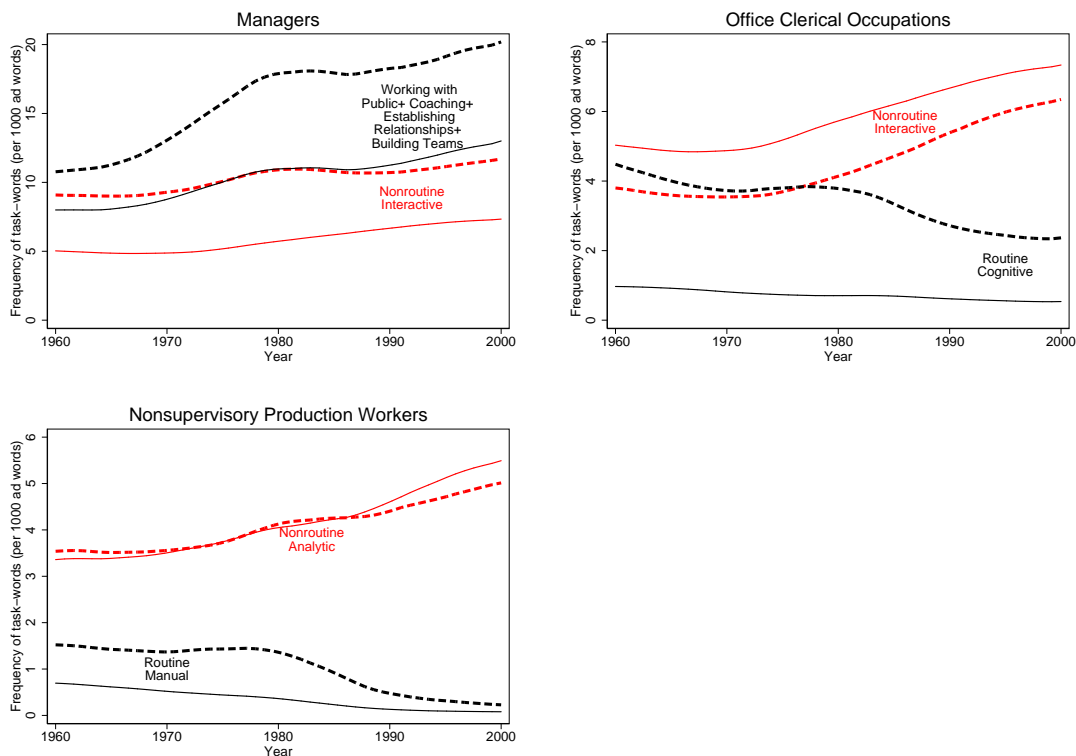 Managers
Frequency of task−words (per 1000 ad words)
20
15
10
5
0
Working with
Public+ Coaching+
Establishing
Relationships+
Building Teams
Nonroutine
Interactive
1960 1970 1980 1990 2000
Year
Office Clerical Occupations
Frequency of task−words (per 1000 ad words)
8
6
4
2
0
Nonroutine
Interactive
Routine
Cognitive
1960 1970 1980 1990 2000
Year
Nonsupervisory Production Workers
Frequency of task−words (per 1000 ad words)
6
5
4
3
2
1
0
Nonroutine
Analytic
Routine
Manual
1960 1970 1980 1990 2000
Year